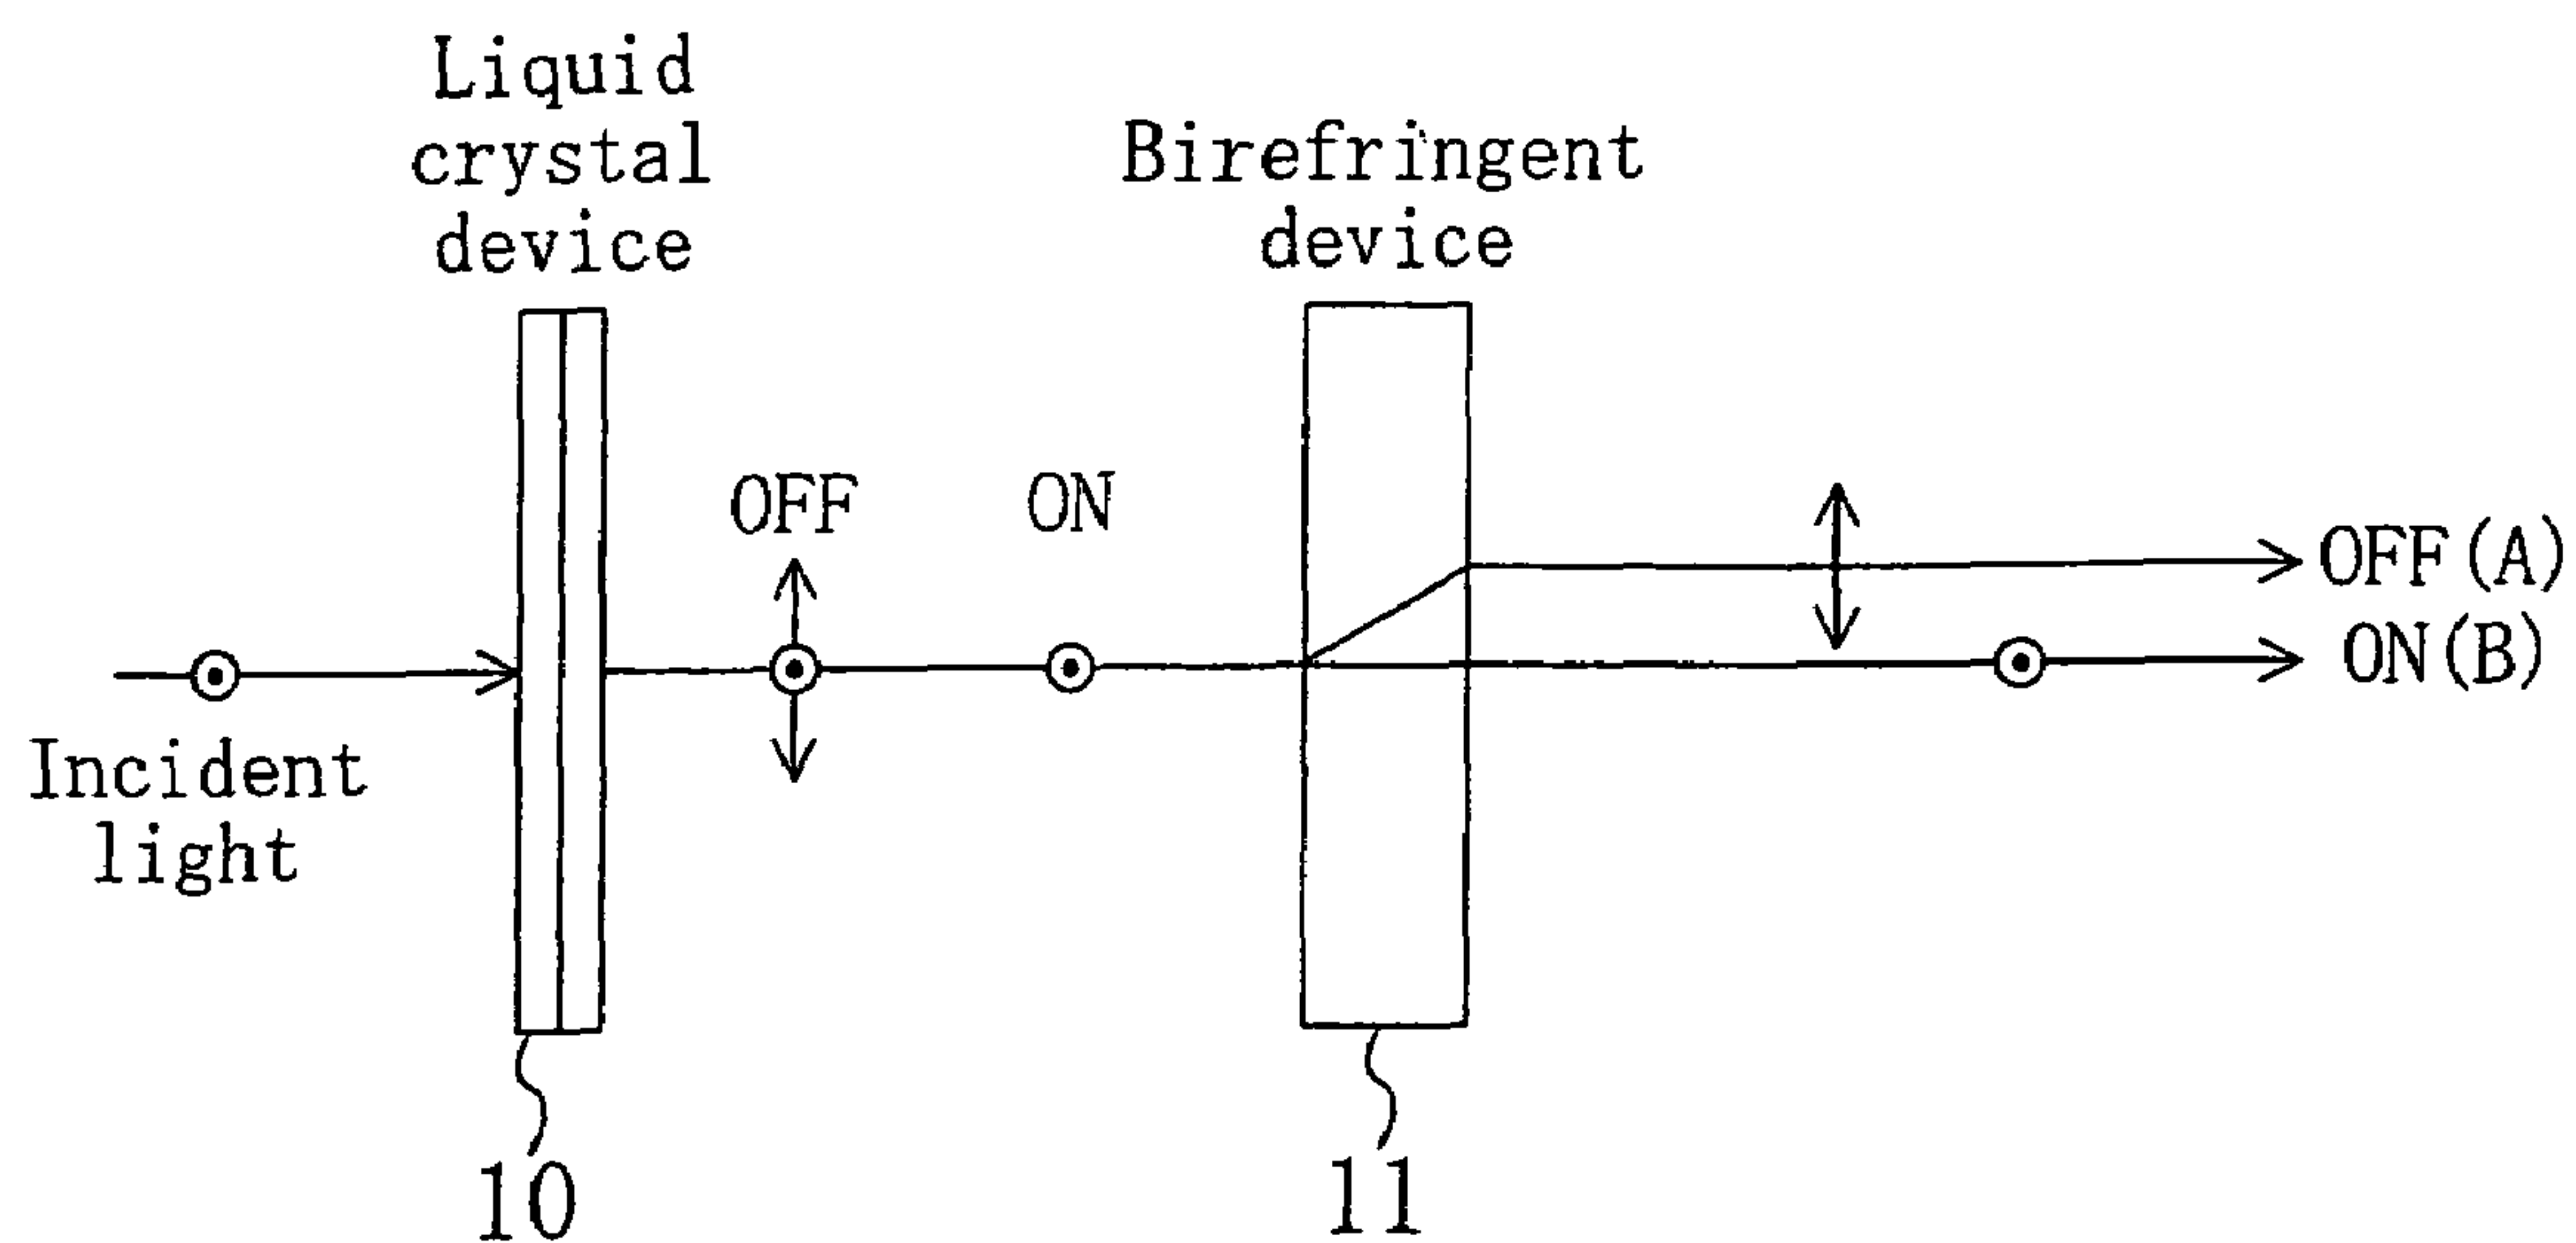 Liquid
crystal
device
Birefringent
device
OFF
ON
OFF(A)
ON(B)
Incident
light
10
11